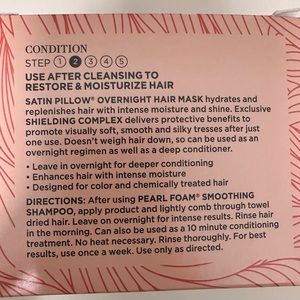 CONDITION
STEP 1 2 3 4 5
USE AFTER CLEANSING TO
RESTORE & MOISTURIZE HAIR
SATIN PILLOW® OVERNIGHT HAIR MASK hydrates and
replenishes hair with intense moisture and shine. Exclusive
SHIELDING COMPLEX delivers protective benefits to
promote visually soft, smooth and silky tresses after just
one use. Doesn't weigh hair down, so can be used as an
overnight regimen as well as a deep conditioner.
• Leave in overnight for deeper conditioning
• Enhances hair with intense moisture
• Designed for color and chemically treated hair
DIRECTIONS: After using PEARL FOAM® SMOOTHING
SHAMPOO, apply product and lightly comb through towel
dried hair. Leave on overnight for intense results. Rinse hair
in the morning. Can also be used as a 10 minute conditioning
treatment. No heat necessary. Rinse thoroughly. For best
results, use once a week. Use only as directed.